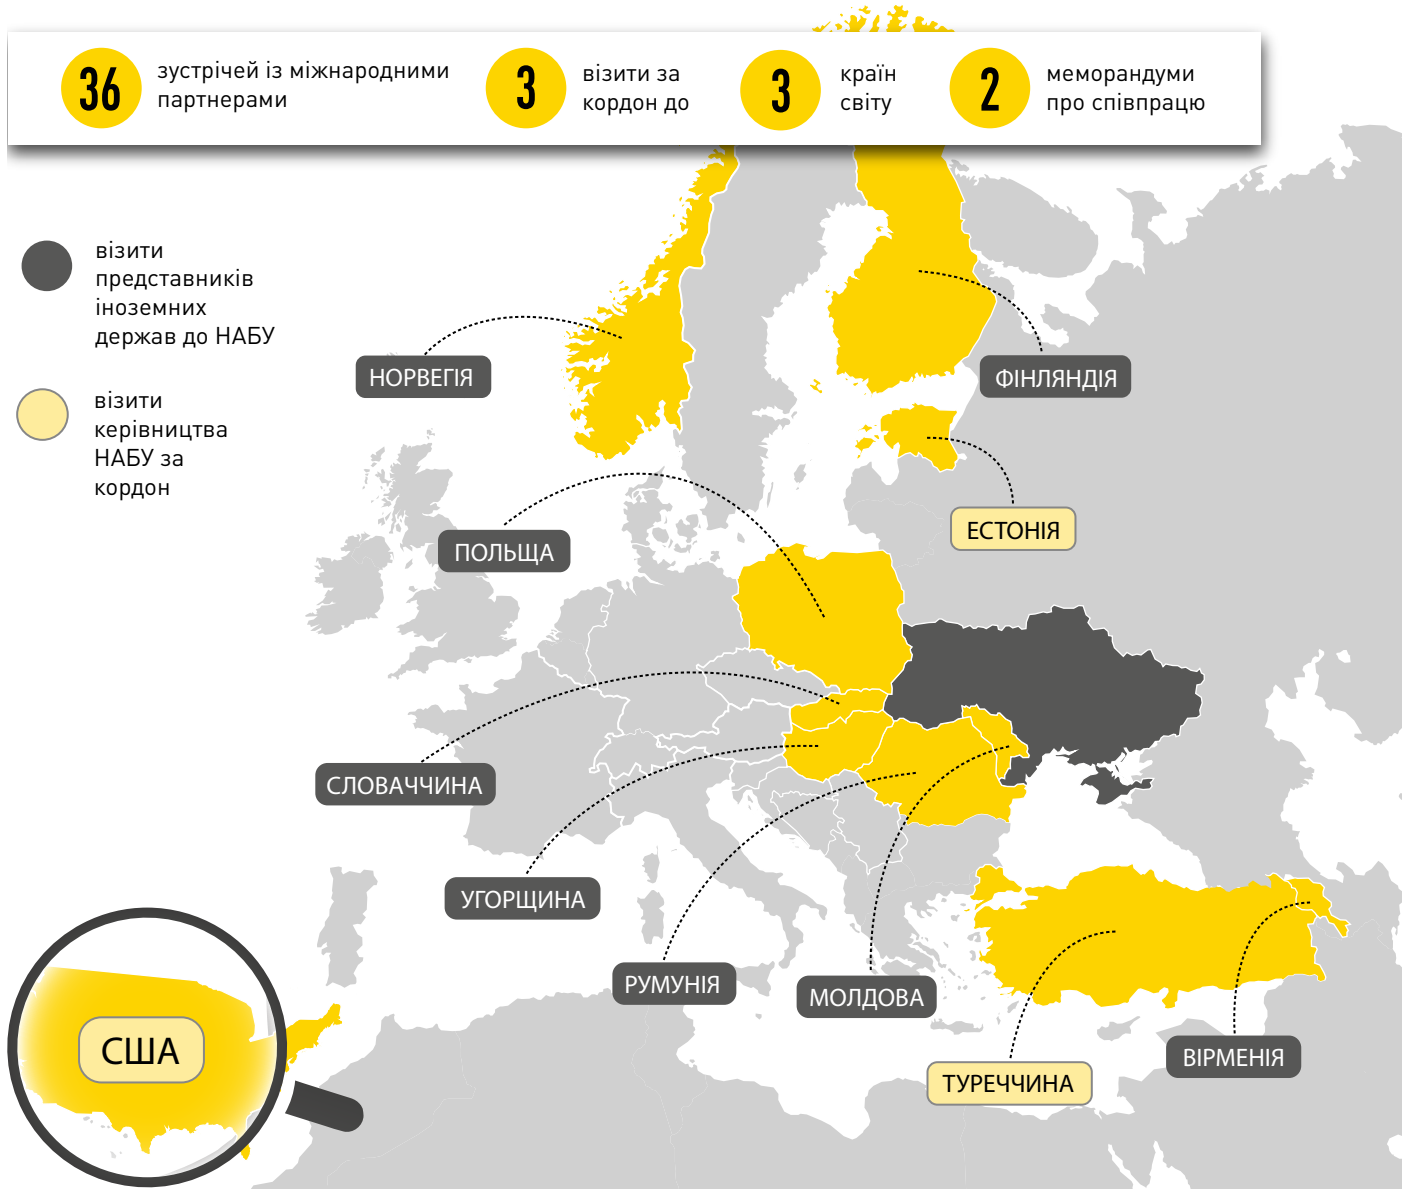 36
зустрічей із міжнародними
партнерами
3
візити за
кордон до
3
країн
світу
2
меморандуми
про співпрацю
візити
представників
іноземних
держав до НАБУ
візити
керівництва
НАБУ за
кордон
НОРВЕГІЯ
ФІНЛЯНДІЯ
ЕСТОНІЯ
ПОЛЬЩА
СЛОВАЧЧИНА
УГОРЩИНА
РУМУНІЯ
МОЛДОВА
США
ВІРМЕНІЯ
ТУРЕЧЧИНА